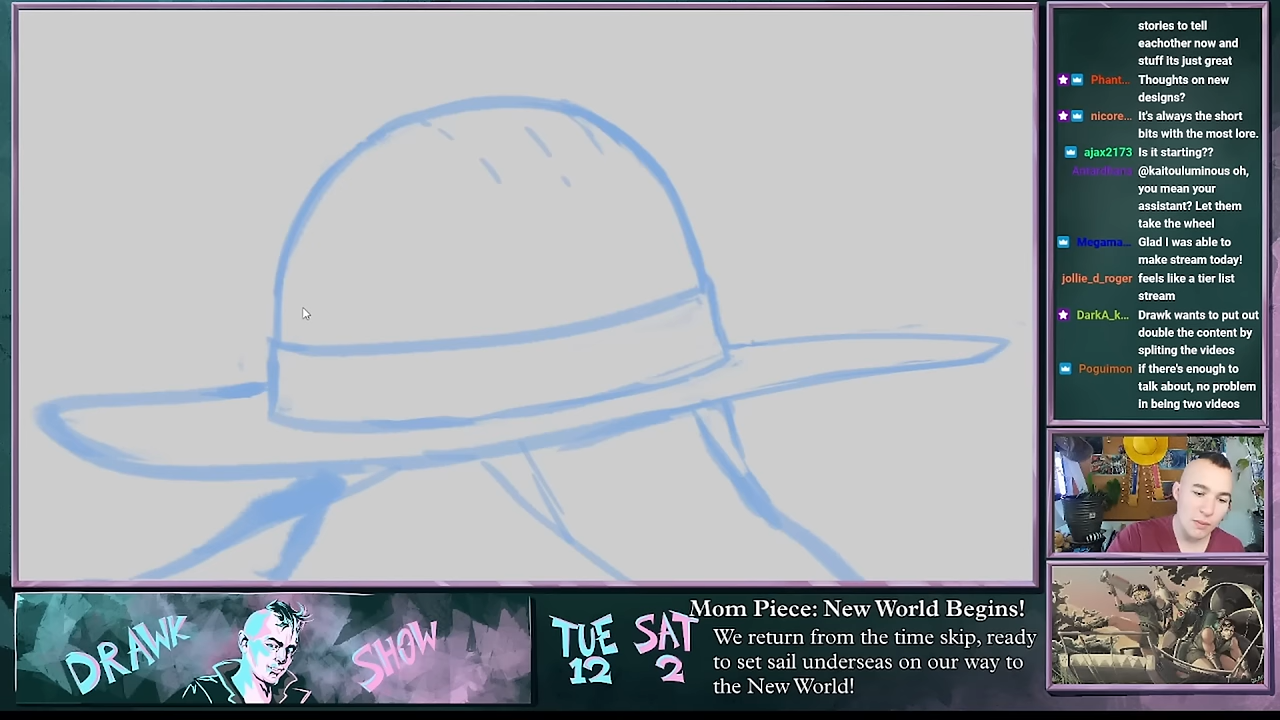 stories to tell
eachother now and
stuff its just great
Phant... Thoughts on new
designs?
nicore... It's always the short
bits with the most lore.
ajax2173 Is it starting??
@kaitouluminous oh,
you mean your
assistant? Let them
take the wheel
Megama... Glad I was able to
make stream today!
jollie_d_roger feels like a tier list
stream
DarkA_k... Drawk wants to put out
double the content by
spliting the videos
Poguimon if there's enough to
talk about, no problem
in being two videos
DRAWK
SHOW
TUE SAT
12 2
Mom Piece: New World Begins!
We return from the time skip, ready
to set sail underseas on our way to
the New World!